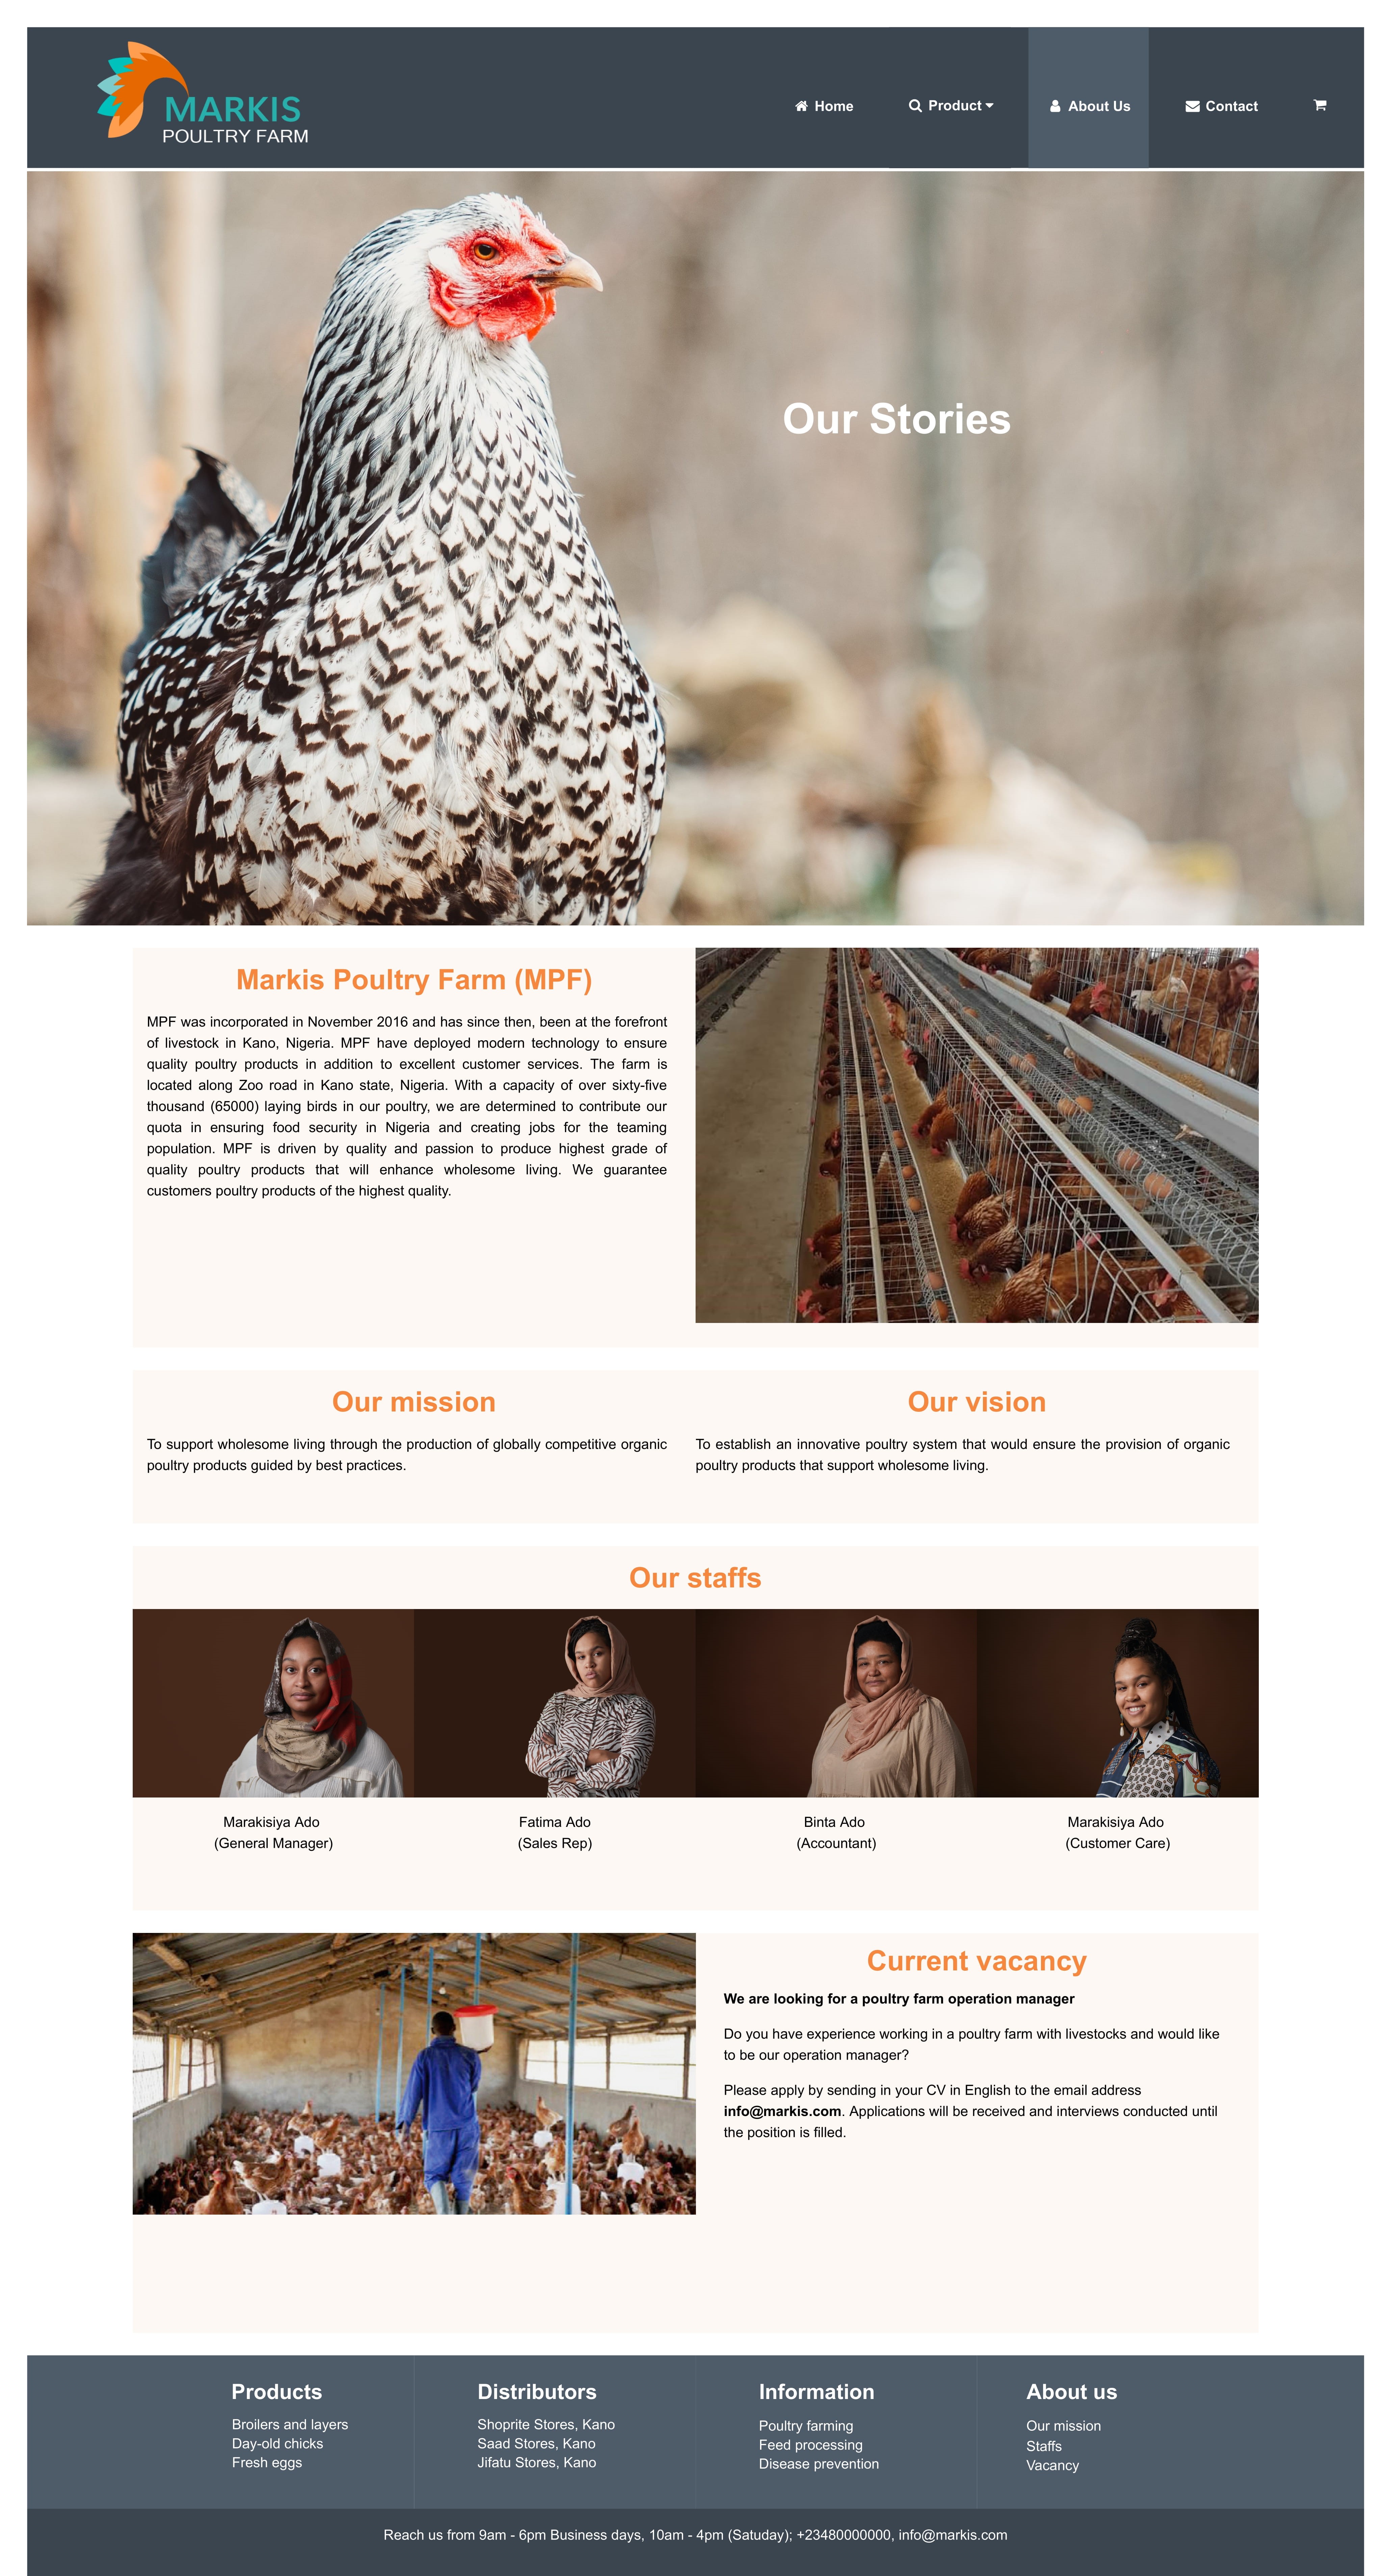 MARKIS
POULTRY FARM
Home
Product
About Us
Contact
Our Stories
Markis Poultry Farm (MPF)
MPF was incorporated in November 2016 and has since then, been at the forefront
of livestock in Kano, Nigeria. MPF have deployed modern technology to ensure
quality poultry products in addition to excellent customer services. The farm is
located along Zoo road in Kano state, Nigeria. With a capacity of over sixty-five
thousand (65000) laying birds in our poultry, we are determined to contribute our
quota in ensuring food security in Nigeria and creating jobs for the teaming
population. MPF is driven by quality and passion to produce highest grade of
quality poultry products that will enhance wholesome living. We guarantee
customers poultry products of the highest quality.
Our mission
To support wholesome living through the production of globally competitive organic
poultry products guided by best practices.
Our vision
To establish an innovative poultry system that would ensure the provision of organic
poultry products that support wholesome living.
Our staffs
Marakisiya Ado
(General Manager)
Fatima Ado
(Sales Rep)
Binta Ado
(Accountant)
Marakisiya Ado
(Customer Care)
Current vacancy
We are looking for a poultry farm operation manager
Do you have experience working in a poultry farm with livestocks and would like
to be our operation manager?
Please apply by sending in your CV in English to the email address
info@markis.com. Applications will be received and interviews conducted until
the position is filled.
Products
Broilers and layers
Day-old chicks
Fresh eggs
Distributors
Shoprite Stores, Kano
Saad Stores, Kano
Jifatu Stores, Kano
Information
Poultry farming
Feed processing
Disease prevention
About us
Our mission
Staffs
Vacancy
Reach us from 9am - 6pm Business days, 10am - 4pm (Satuday); +23480000000, info@markis.com